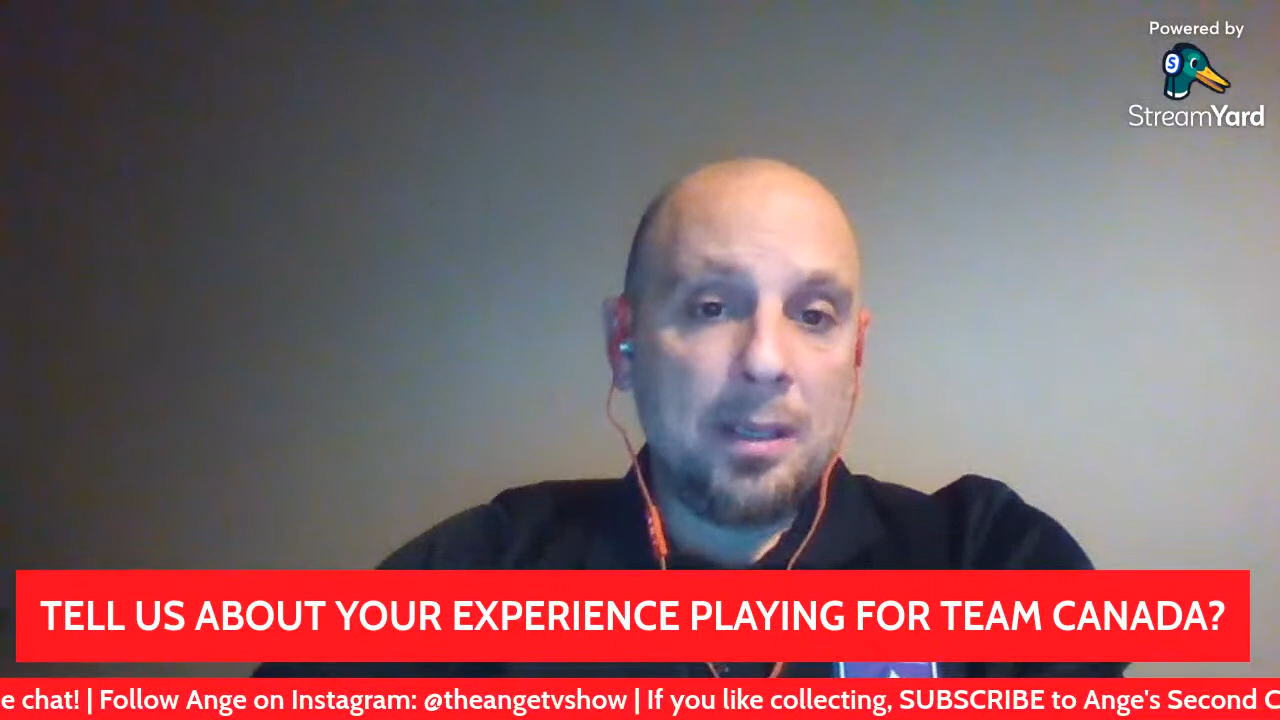 Powered by
S
StreamYard
TELL US ABOUT YOUR EXPERIENCE PLAYING FOR TEAM CANADA?
e chat! | Follow Ange on Instagram: @theangetvshow | If you like collecting, SUBSCRIBE to Ange's Second C